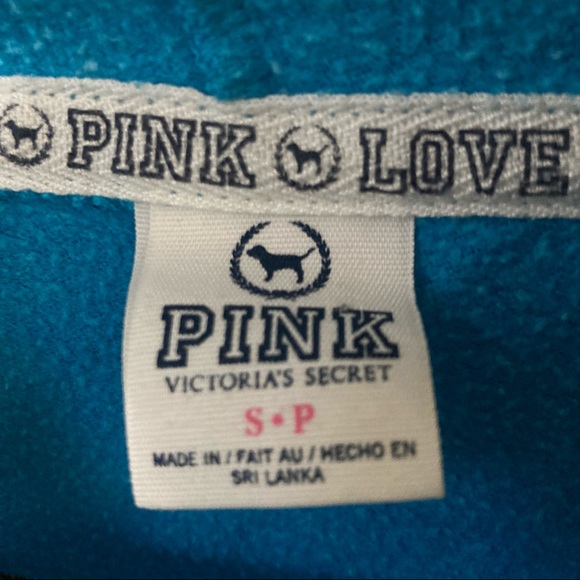 PINK LOVE
PINK
VICTORIA'S SECRET
S•P
MADE IN / FAIT AU / HECHO EN
SRI LANKA